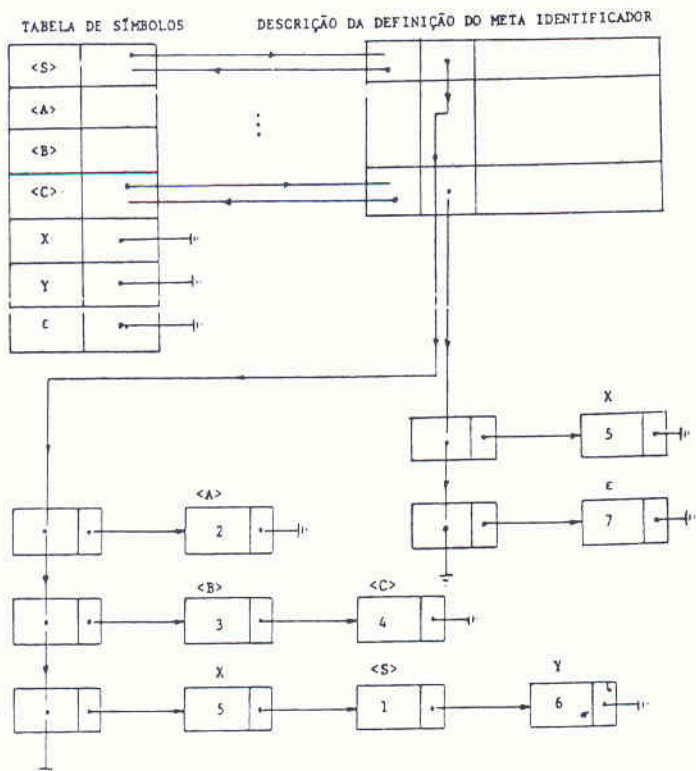 TABELA DE SÍMBOLOS
DESCRIÇÃO DA DEFINIÇÃO DO META IDENTIFICADOR
<S>
<A>
<B>
<C>
X
Y
ε
X
5
ε
7
<A>
2
<B>
3
<C>
4
X
5
<S>
1
Y
6